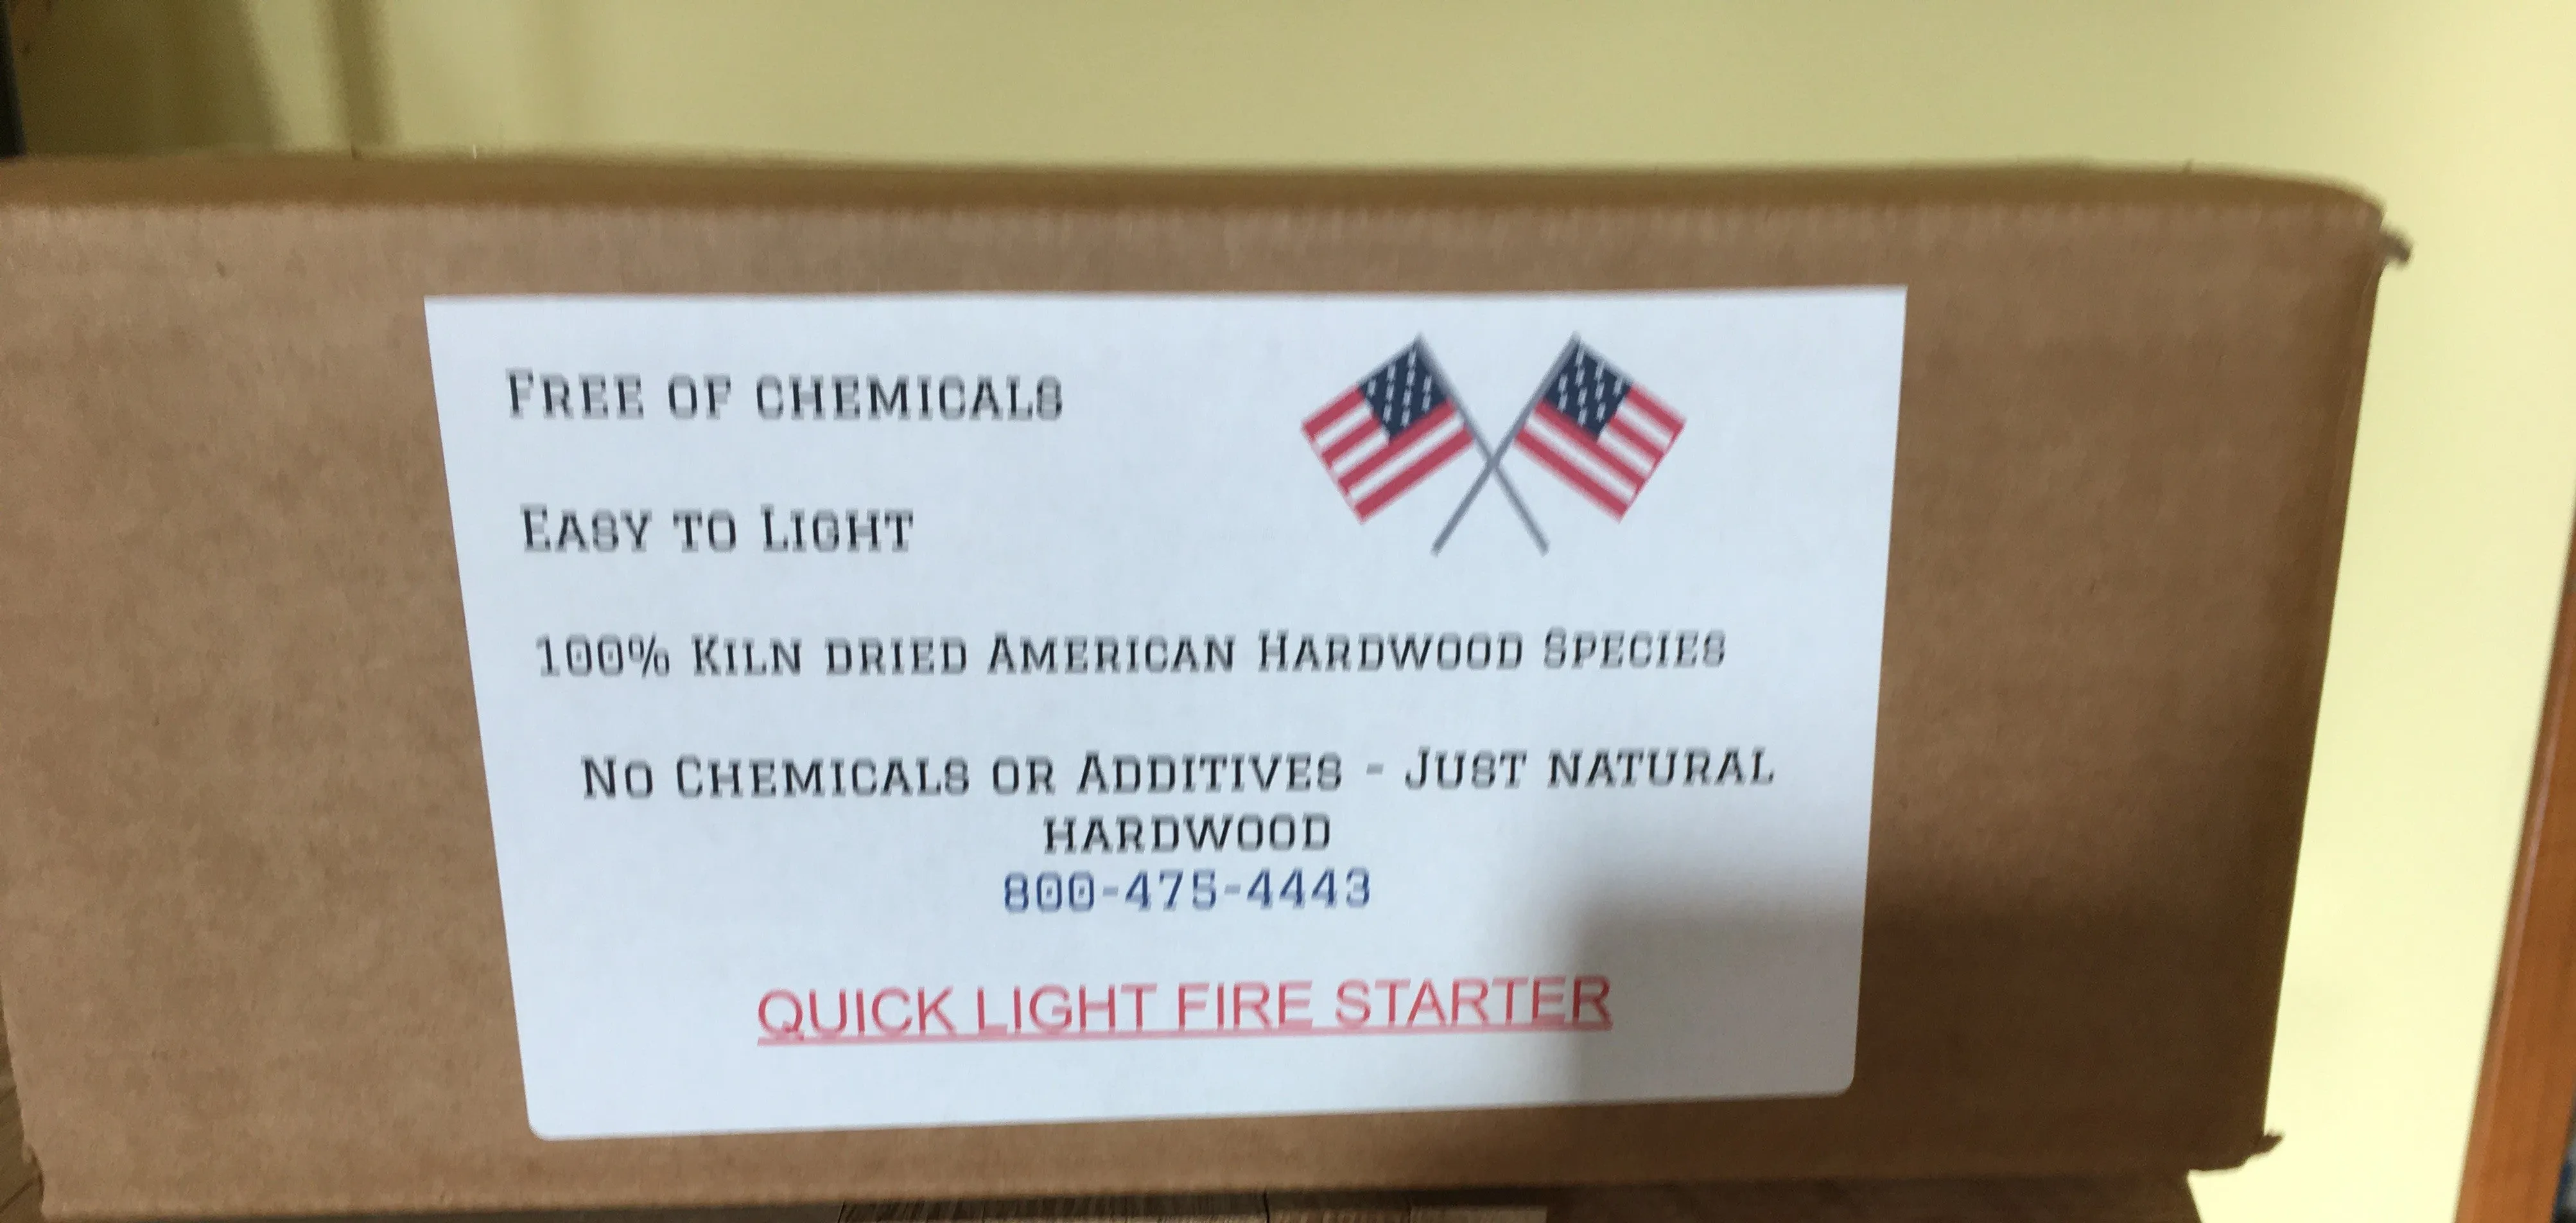 Free of chemicals
Easy to Light
100% Kiln dried American Hardwood Species
No Chemicals or Additives - Just natural
hardwood
800-475-4443
QUICK LIGHT FIRE STARTER